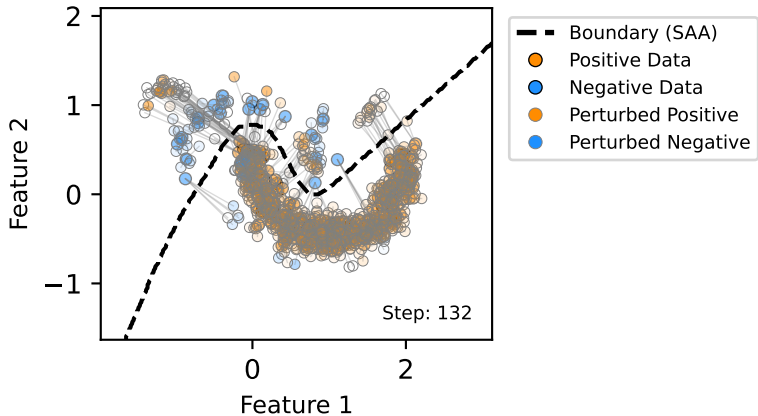 2
1
0
−1
Feature 2
0
2
Feature 1
Step: 132
Boundary (SAA)
Positive Data
Negative Data
Perturbed Positive
Perturbed Negative